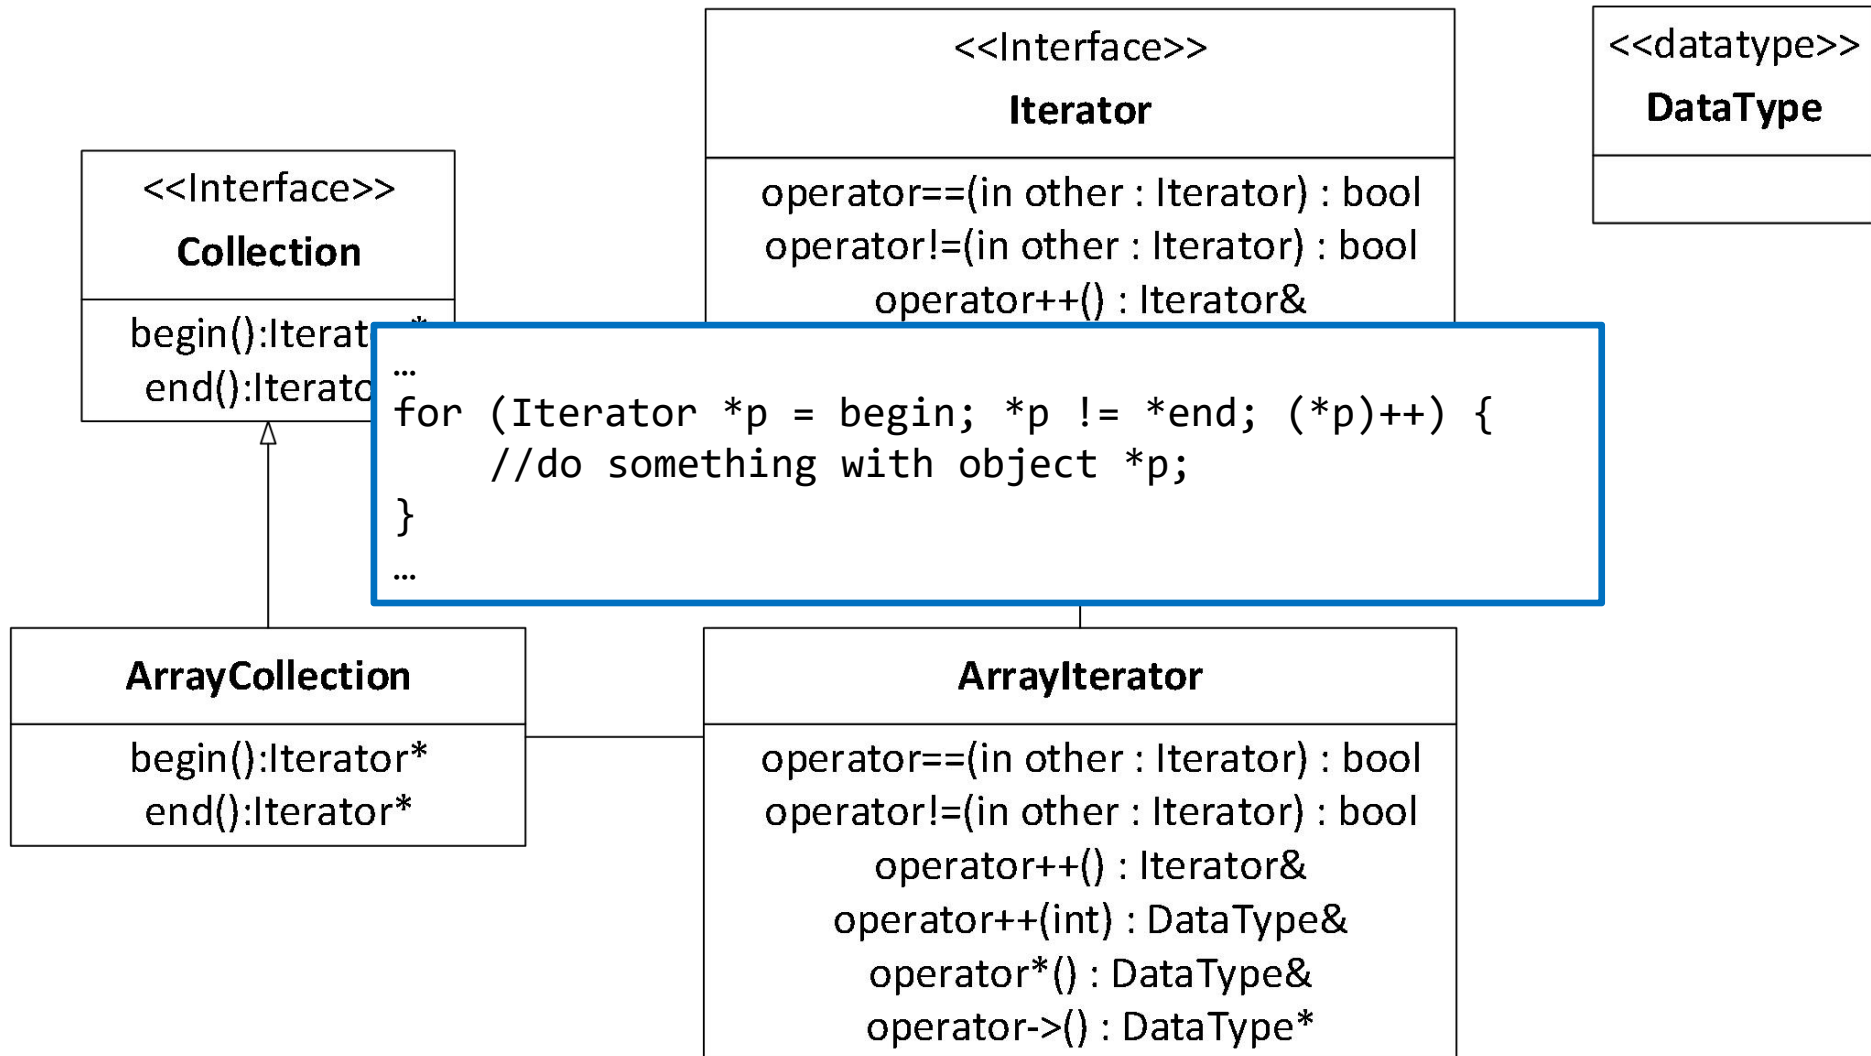 <<Interface>>
Iterator
operator==(in other : Iterator) : bool
operator!=(in other : Iterator) : bool
operator++() : Iterator&
<<datatype>>
DataType
<<Interface>>
Collection
begin():Iterat
end():Iterato
…
for (Iterator *p = begin; *p != *end; (*p)++) {
//do something with object *p;
}
…
ArrayCollection
begin():Iterator*
end():Iterator*
ArrayIterator
operator==(in other : Iterator) : bool
operator!=(in other : Iterator) : bool
operator++() : Iterator&
operator++(int) : DataType&
operator*() : DataType&
operator->() : DataType*